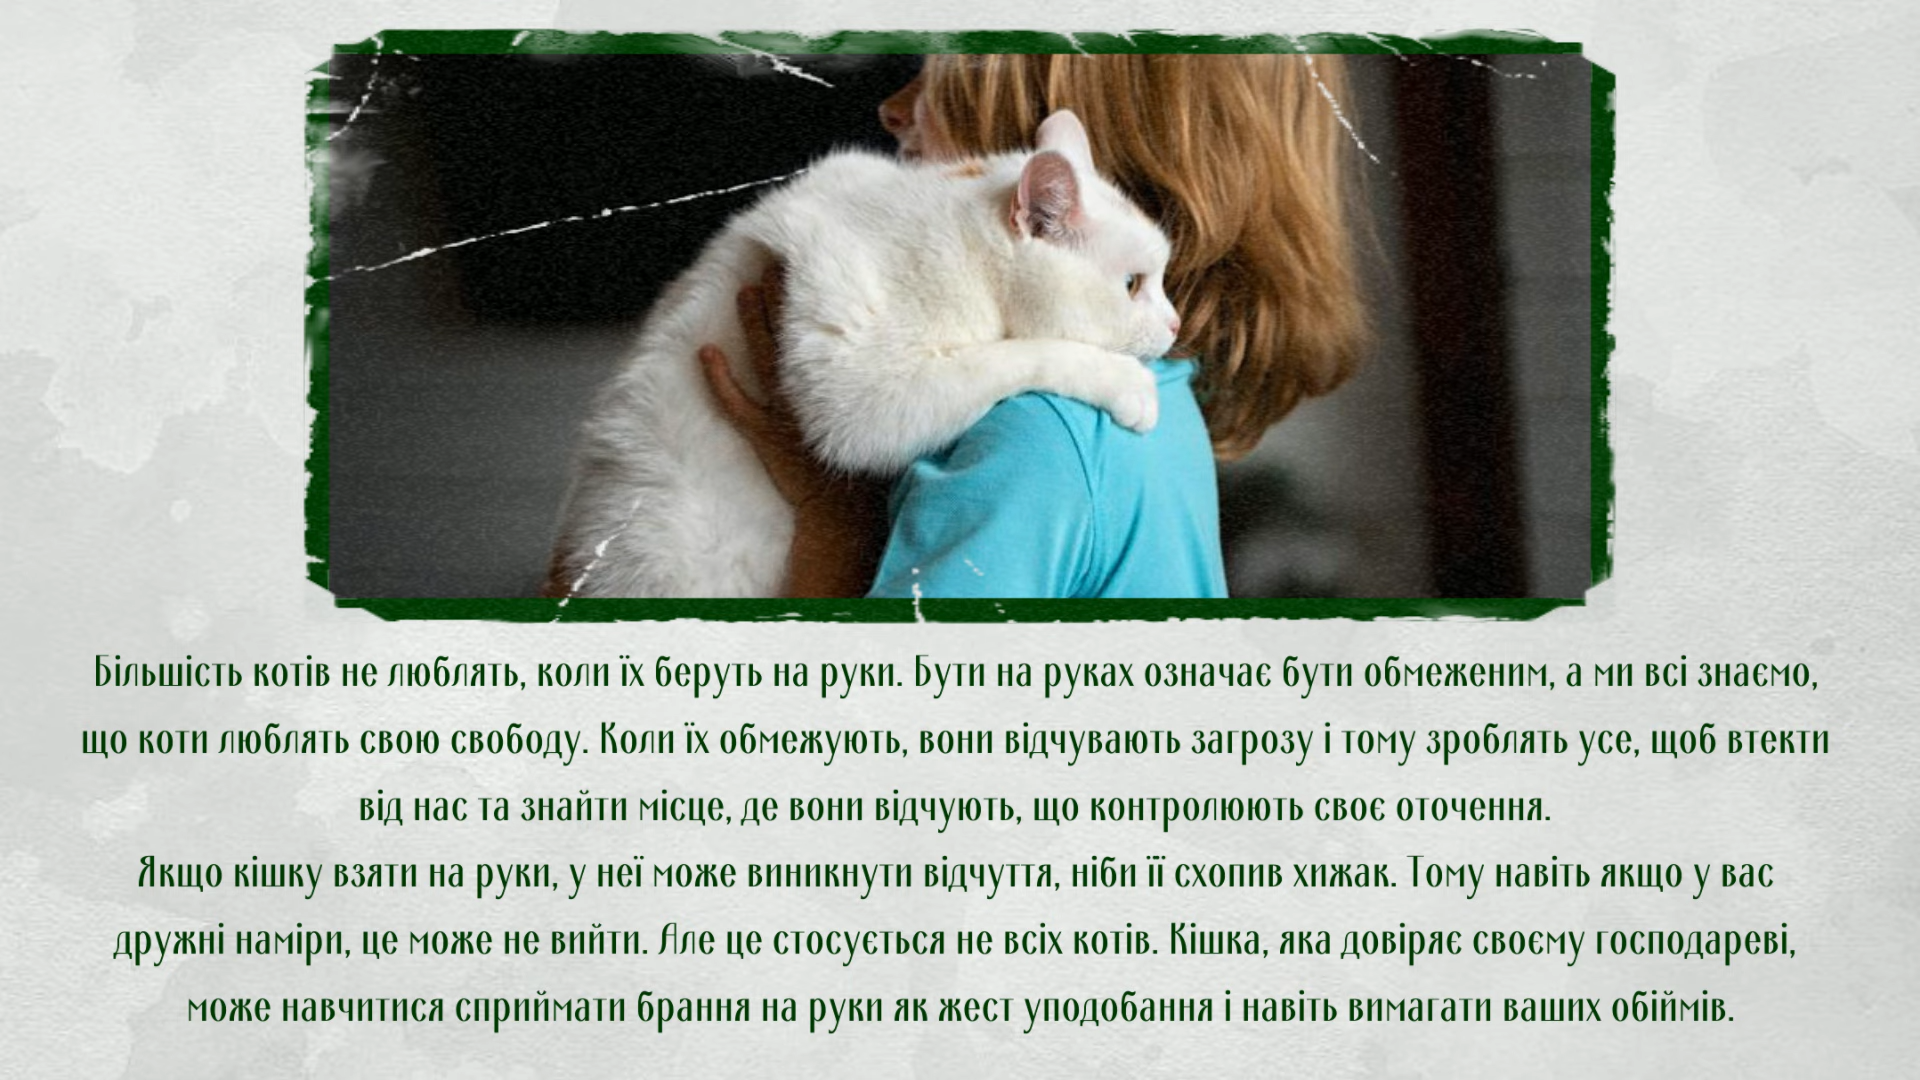 Більшість котів не люблять, коли їх беруть на руки. Бути на руках означає бути обмеженим, а ми всі знаємо,
що коти люблять свою свободу. Коли їх обмежують, вони відчувають загрозу і тому зроблять усе, щоб втекти
від нас та знайти місце, де вони відчують, що контролюють своє оточення.
Якщо кішку взяти на руки, у неї може виникнути відчуття, ніби її схопив хижак. Тому навіть якщо у вас
дружні наміри, це може не вийти. Але це стосується не всіх котів. Кішка, яка довіряє своєму господареві,
може навчитися сприймати брання на руки як жест уподобання і навіть вимагати ваших обіймів.